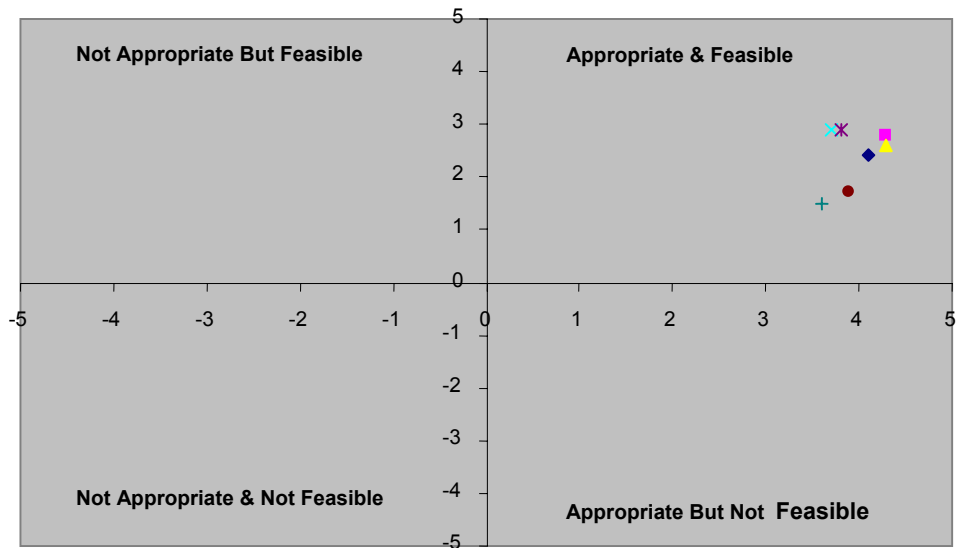 5
Not Appropriate But Feasible
Appropriate & Feasible
4
3
2
1
0
-5 -4 -3 -2 -1 0 1 2 3 4 5
-1
-2
-3
Not Appropriate & Not Feasible
-4
Appropriate But Not Feasible
-5